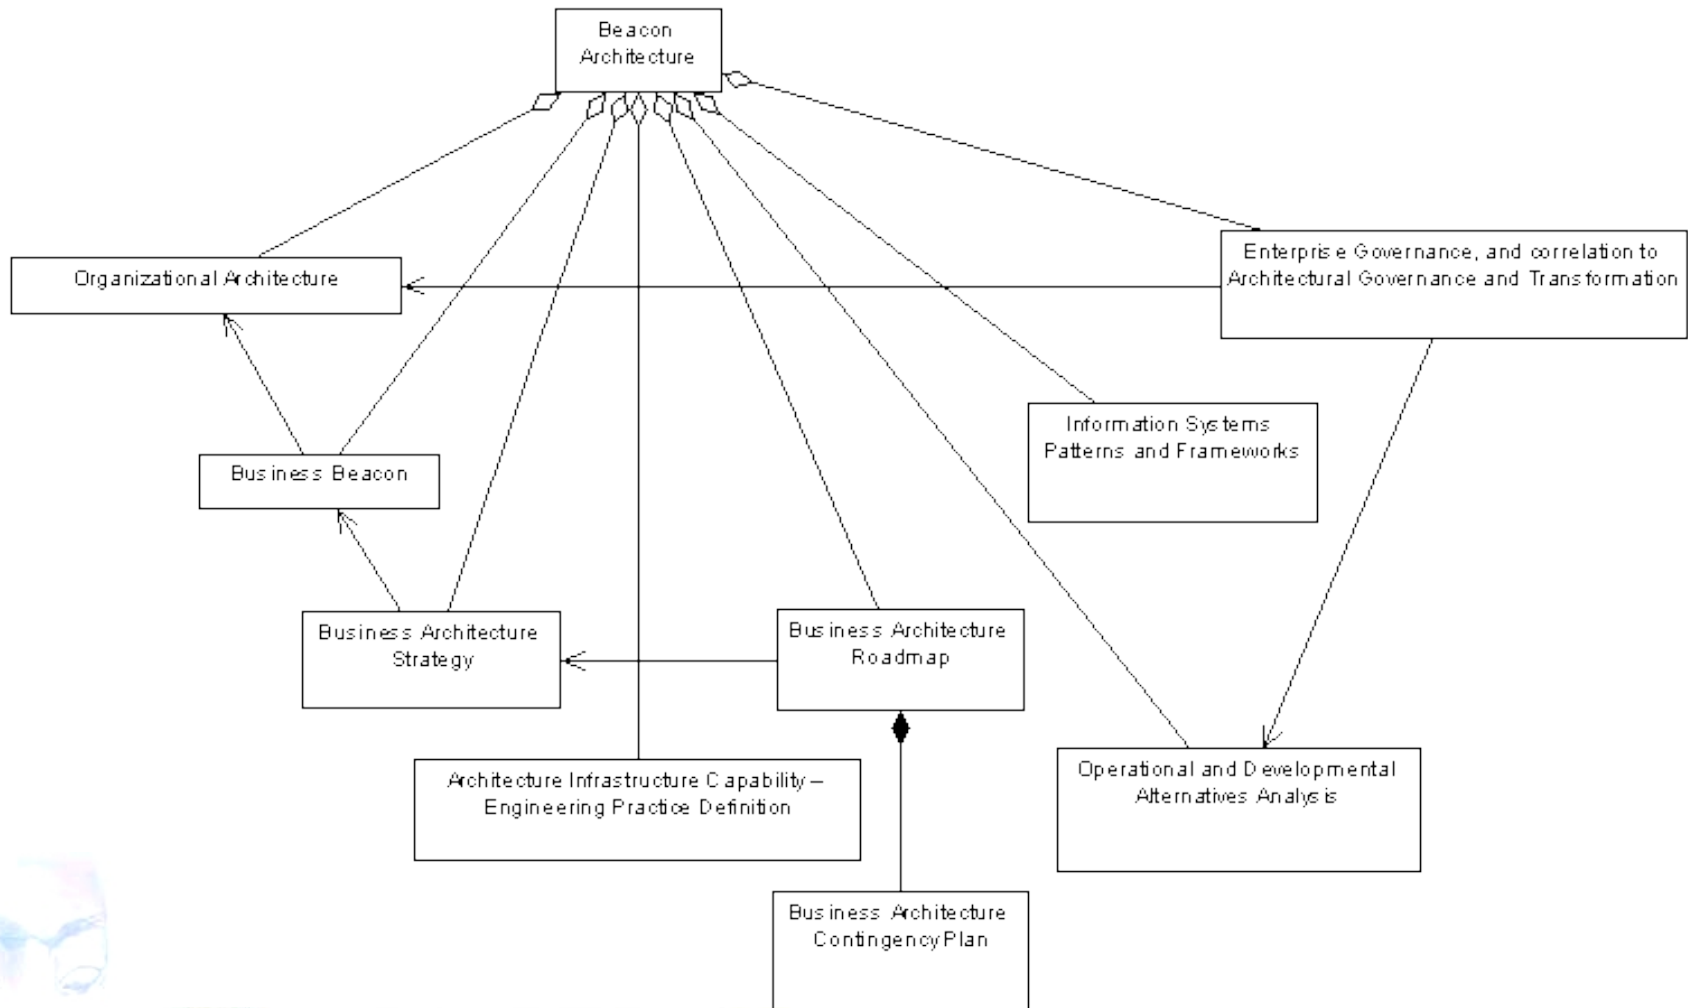 Beacon
Architecture
Organizational Architecture
Enterprise Governance, and correlation to
Architectural Governance and Transformation
Information Systems
Patterns and Frameworks
Business Beacon
Business Architecture
Strategy
Business Architecture
Roadmap
Architecture Infrastructure Capability –
Engineering Practice Definition
Operational and Developmental
Alternatives Analysis
Business Architecture
Contingency Plan